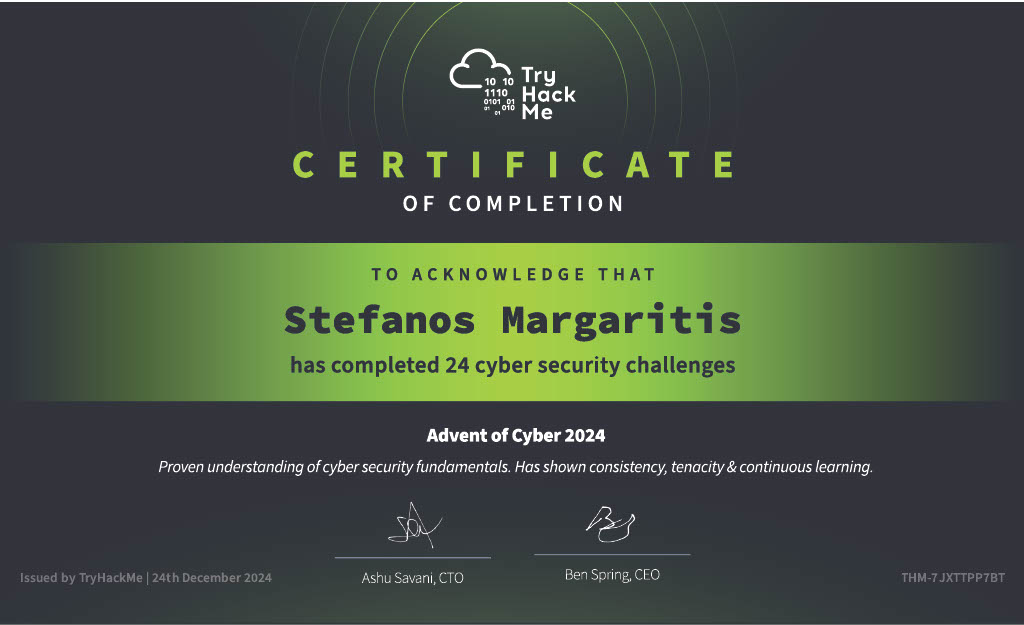 10 10
1110
0101 01
01 010
01
Try
Hack
Me
CERTIFICATE
OF COMPLETION
TO ACKNOWLEDGE THAT
Stefanos Margaritis
has completed 24 cyber security challenges
Advent of Cyber 2024
Proven understanding of cyber security fundamentals. Has shown consistency, tenacity & continuous learning.
Ashu Savani, CTO
Ben Spring, CEO
Issued by TryHackMe | 24th December 2024
THM-7JXTTPP7BT